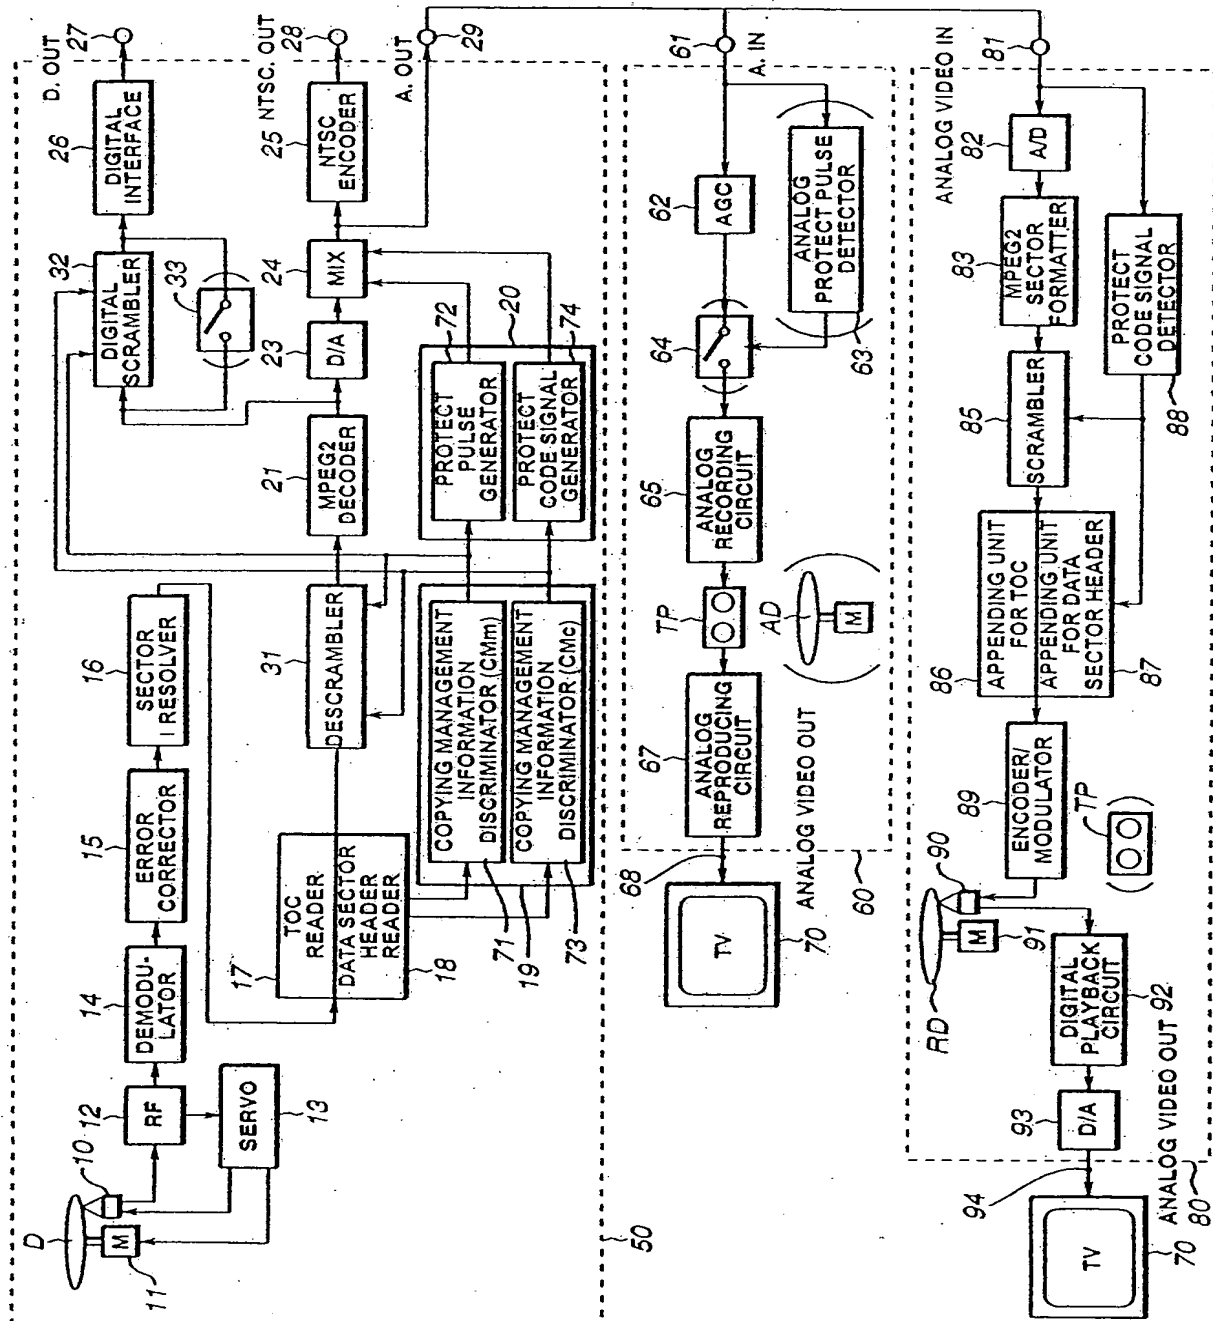 D
10
M
11
12
RF
SERVO
13
14
DEMODU-
LATOR
15
ERROR
CORRECTOR
16
SECTOR
RESOLVER
17
TOC
READER
DATA SECTOR
HEADER
READER
18
31
DESCRAMBLER
21
MPEG2
DECODER
23
D/A
24
MIX
25
NTSC
ENCODER
NTSC. OUT
28
32
DIGITAL
SCRAMBLER
33
26
DIGITAL
INTERFACE
D. OUT
27
A. OUT
29
COPYING MANAGEMENT
INFORMATION
DISCRIMINATOR (CMm)
71
COPYING MANAGEMENT
INFORMATION
DISCRIMINATOR (CMc)
73
19
72
PROTECT
PULSE
GENERATOR
PROTECT
CODE SIGNAL
GENERATOR
74
20
50
61
A. IN
62
AGC
ANALOG
PROTECT PULSE
DETECTOR
63
64
65
ANALOG
RECORDING
CIRCUIT
TP
AD
M
67
ANALOG
REPRODUCING
CIRCUIT
68
TV
70
ANALOG VIDEO OUT
60
ANALOG VIDEO IN
81
82
A/D
83
MPEG2
SECTOR
FORMATTER
85
SCRAMBLER
PROTECT
CODE SIGNAL
DETECTOR
88
86
APPENDING UNIT
FOR TOC
APPENDING UNIT
FOR DATA
SECTOR HEADER
87
89
ENCODER/
MODULATOR
TP
90
RD
M
91
DIGITAL
PLAYBACK
CIRCUIT
92
93
D/A
94
ANALOG VIDEO OUT
80
TV
70